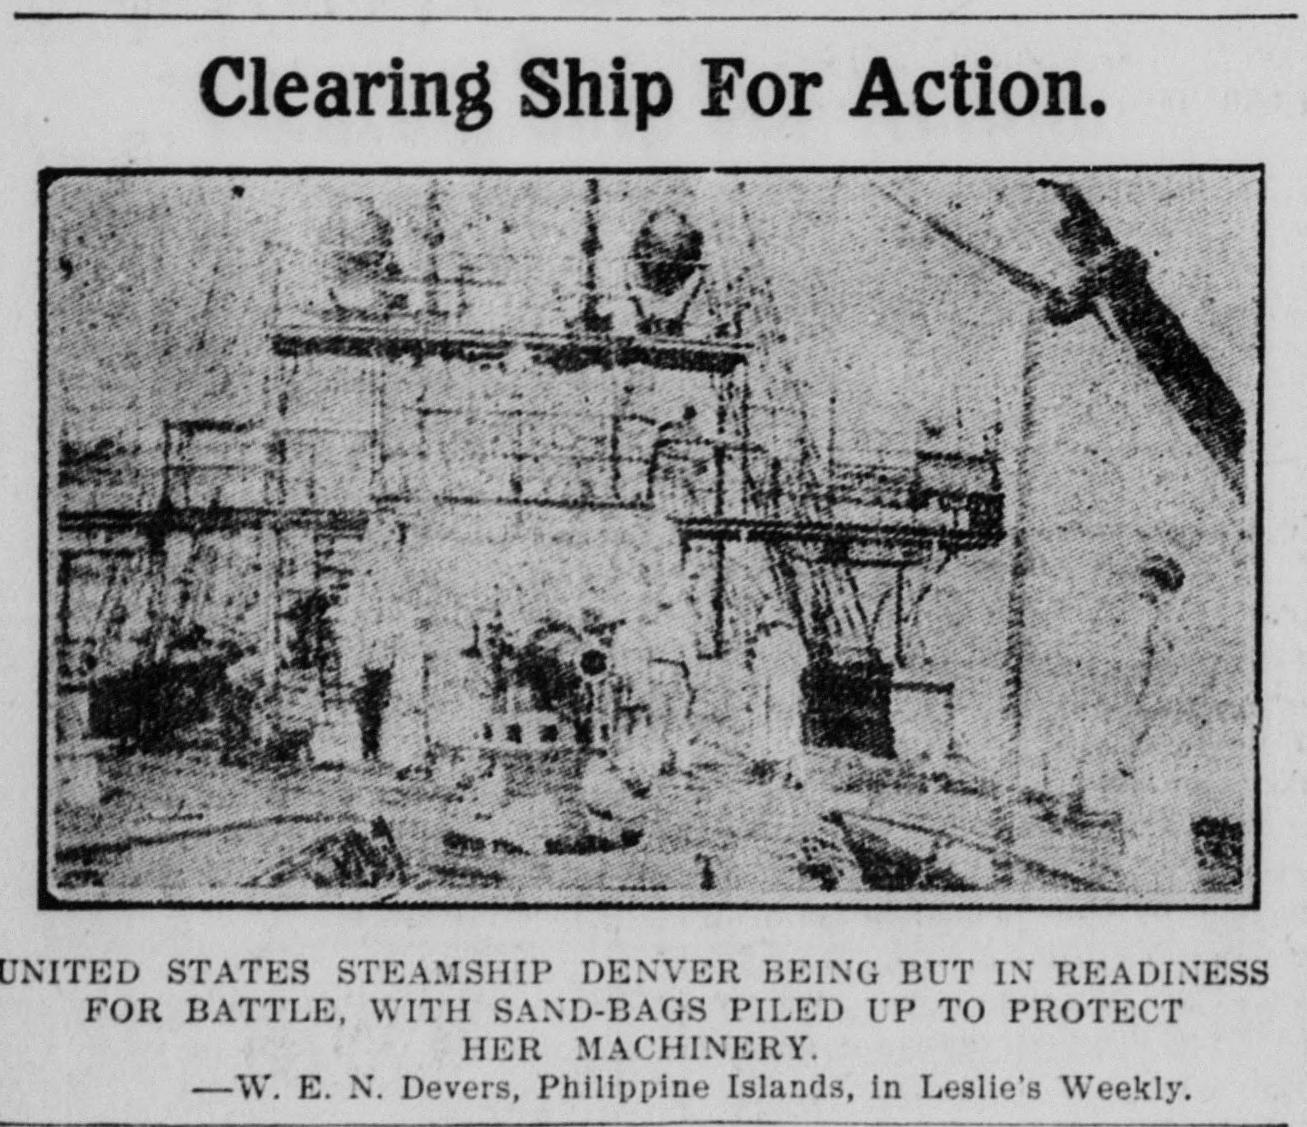 Clearing Ship For Action.
UNITED STATES STEAMSHIP DENVER BEING BUT IN READINESS
FOR BATTLE, WITH SAND-BAGS PILED UP TO PROTECT
HER MACHINERY.
—W. E. N. Devers, Philippine Islands, in Leslie's Weekly.